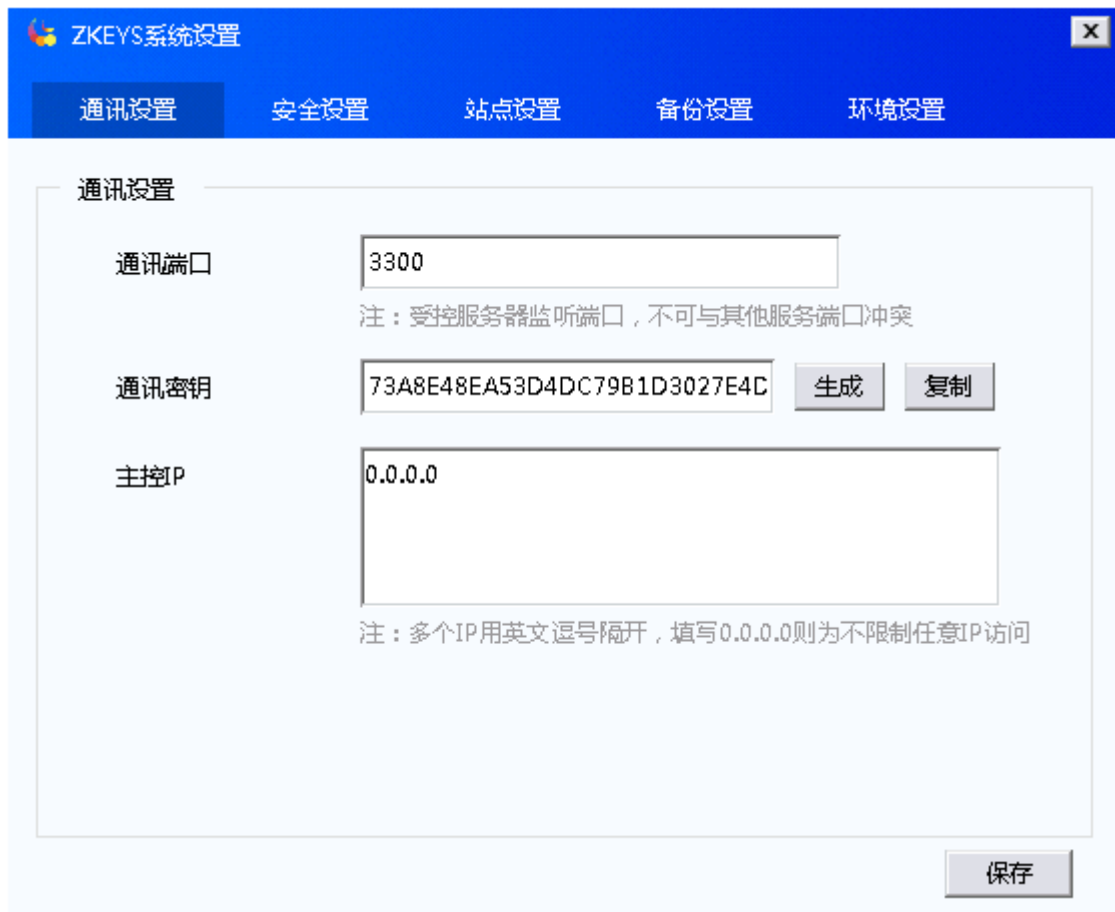 ZKEYS系统设置
通讯设置 安全设置 站点设置 备份设置 环境设置
通讯设置
通讯端口 3300
注：受控服务器监听端口，不可与其他服务端口冲突
通讯密钥 73A8E48EA53D4DC79B1D3027E4D 生成 复制
主控IP 0.0.0.0
注：多个IP用英文逗号隔开，填写0.0.0.0则为不限制任意IP访问
保存